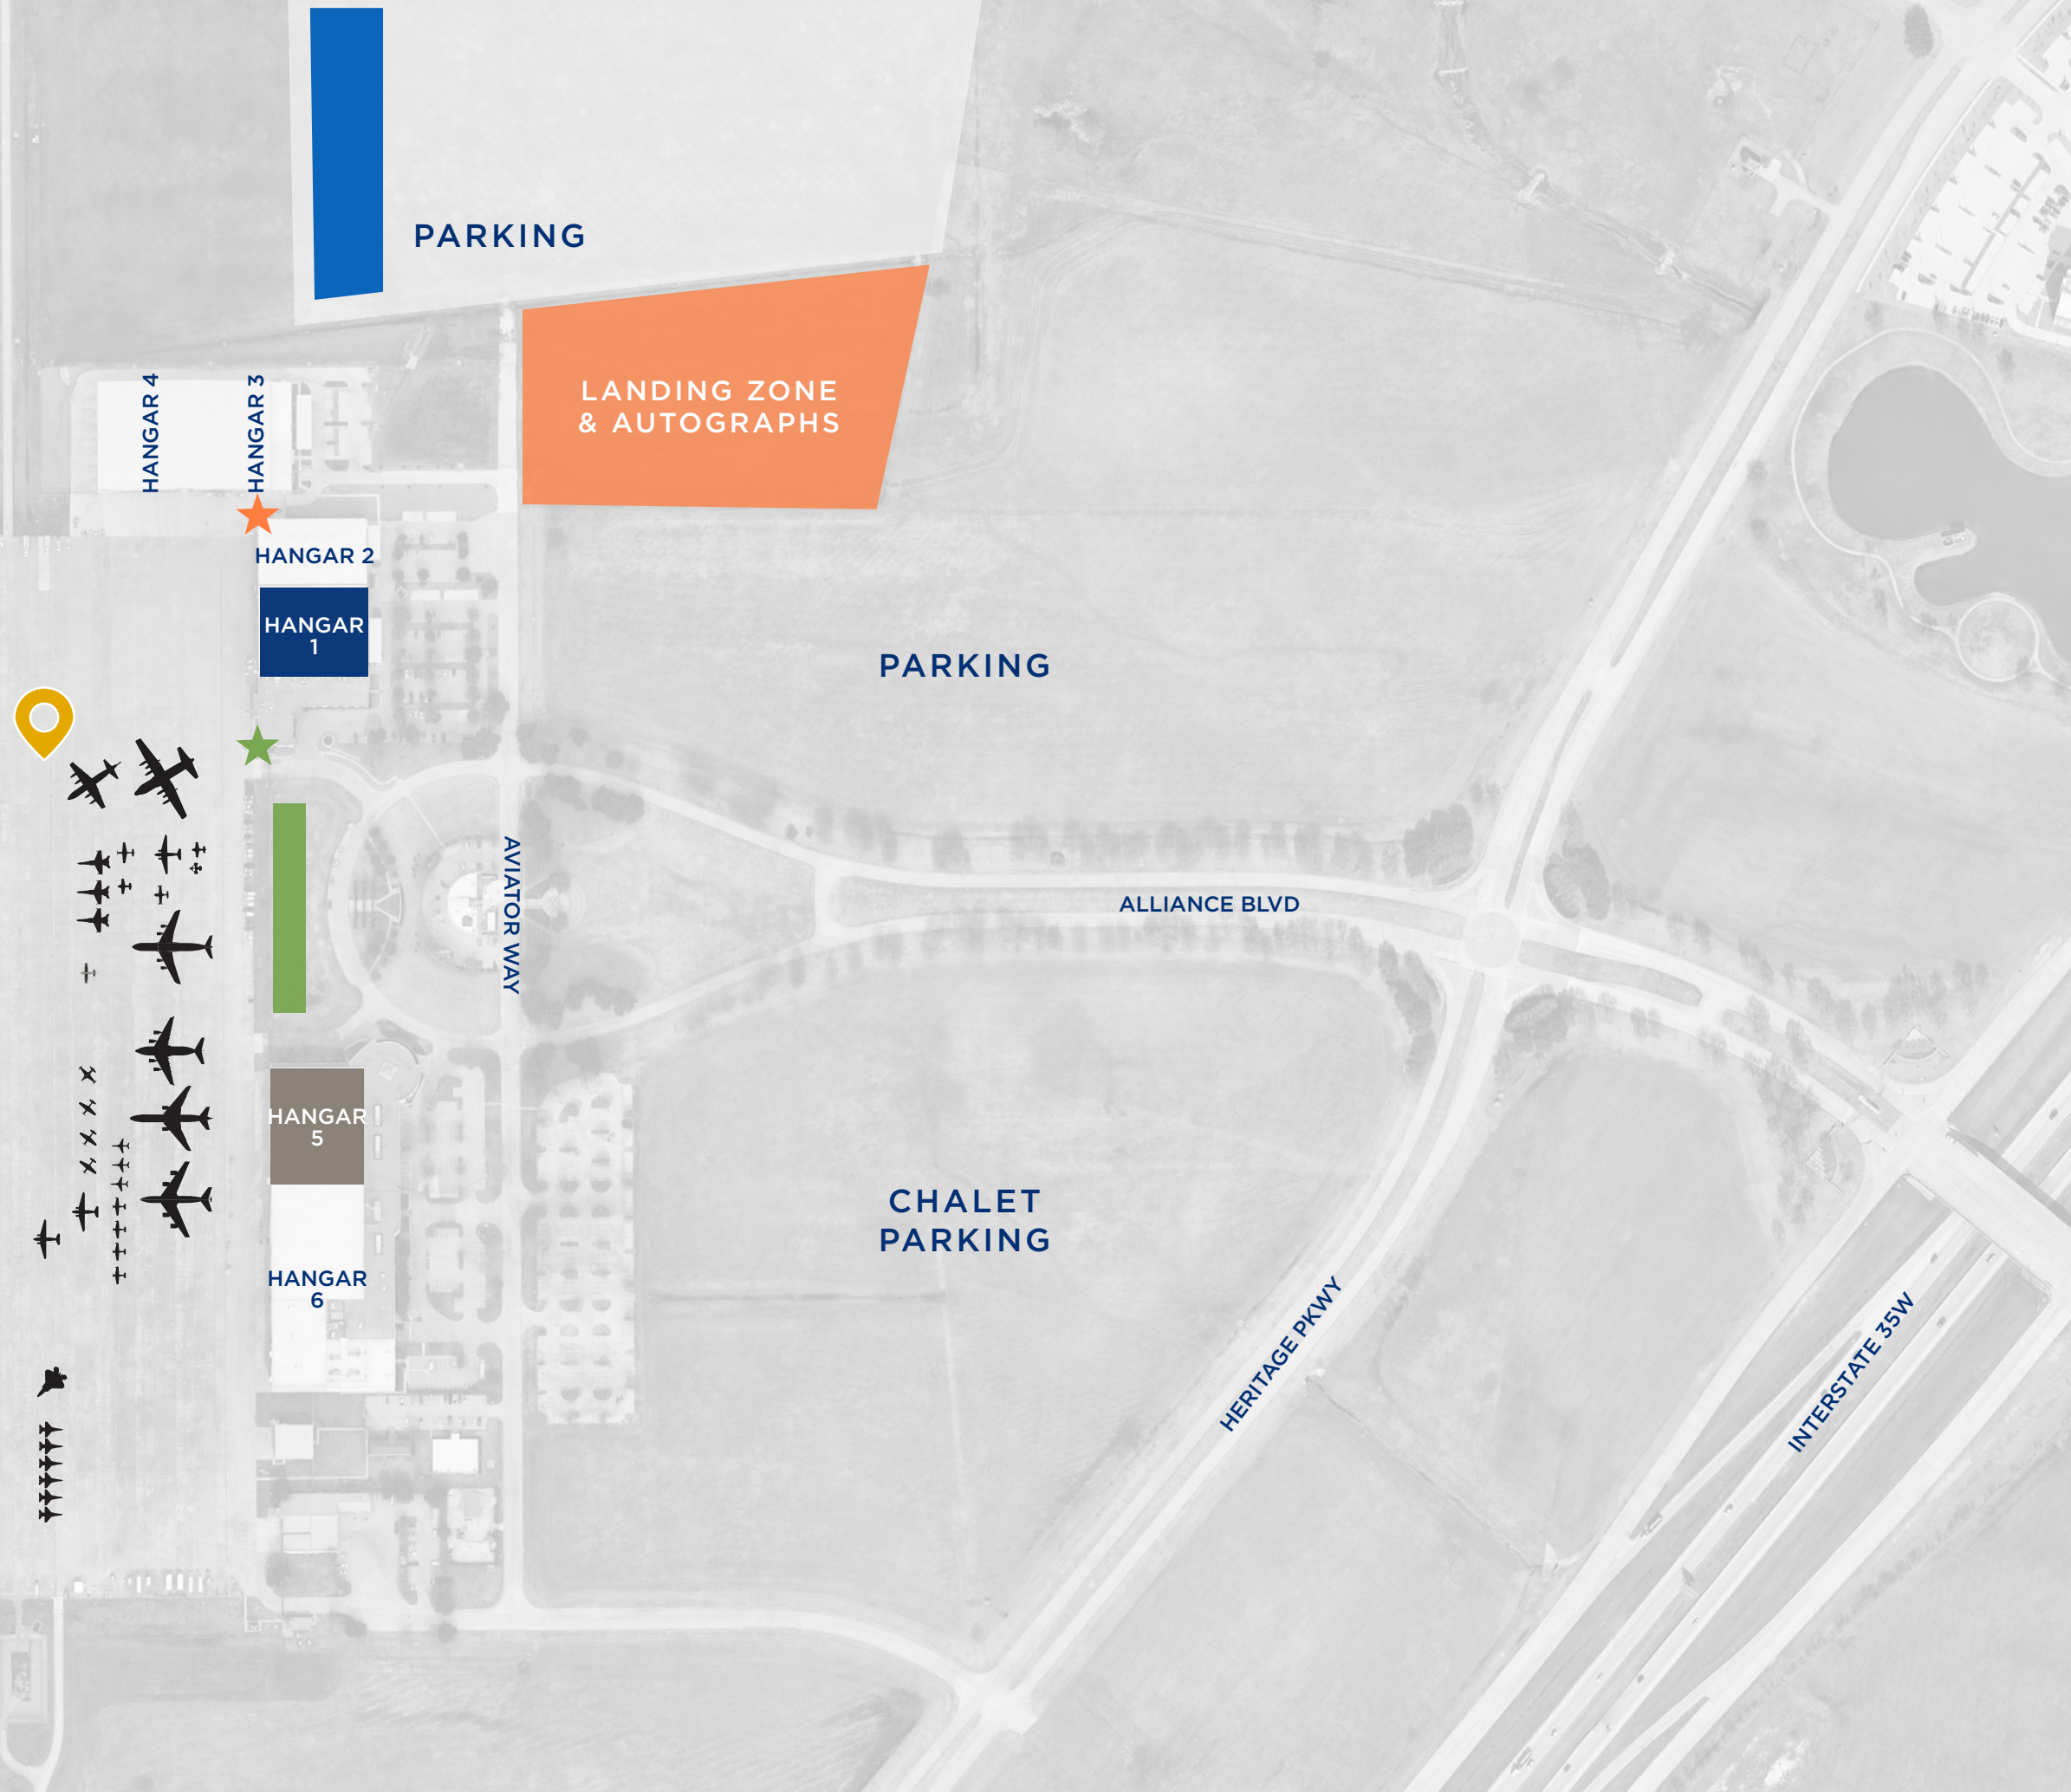 PARKING
LANDING ZONE
& AUTOGRAPHS
HANGAR 4
HANGAR 3
HANGAR 2
HANGAR
1
PARKING
AVIATOR WAY
ALLIANCE BLVD
HANGAR
5
CHALET
PARKING
HANGAR
6
HERITAGE PKWY
INTERSTATE 35W